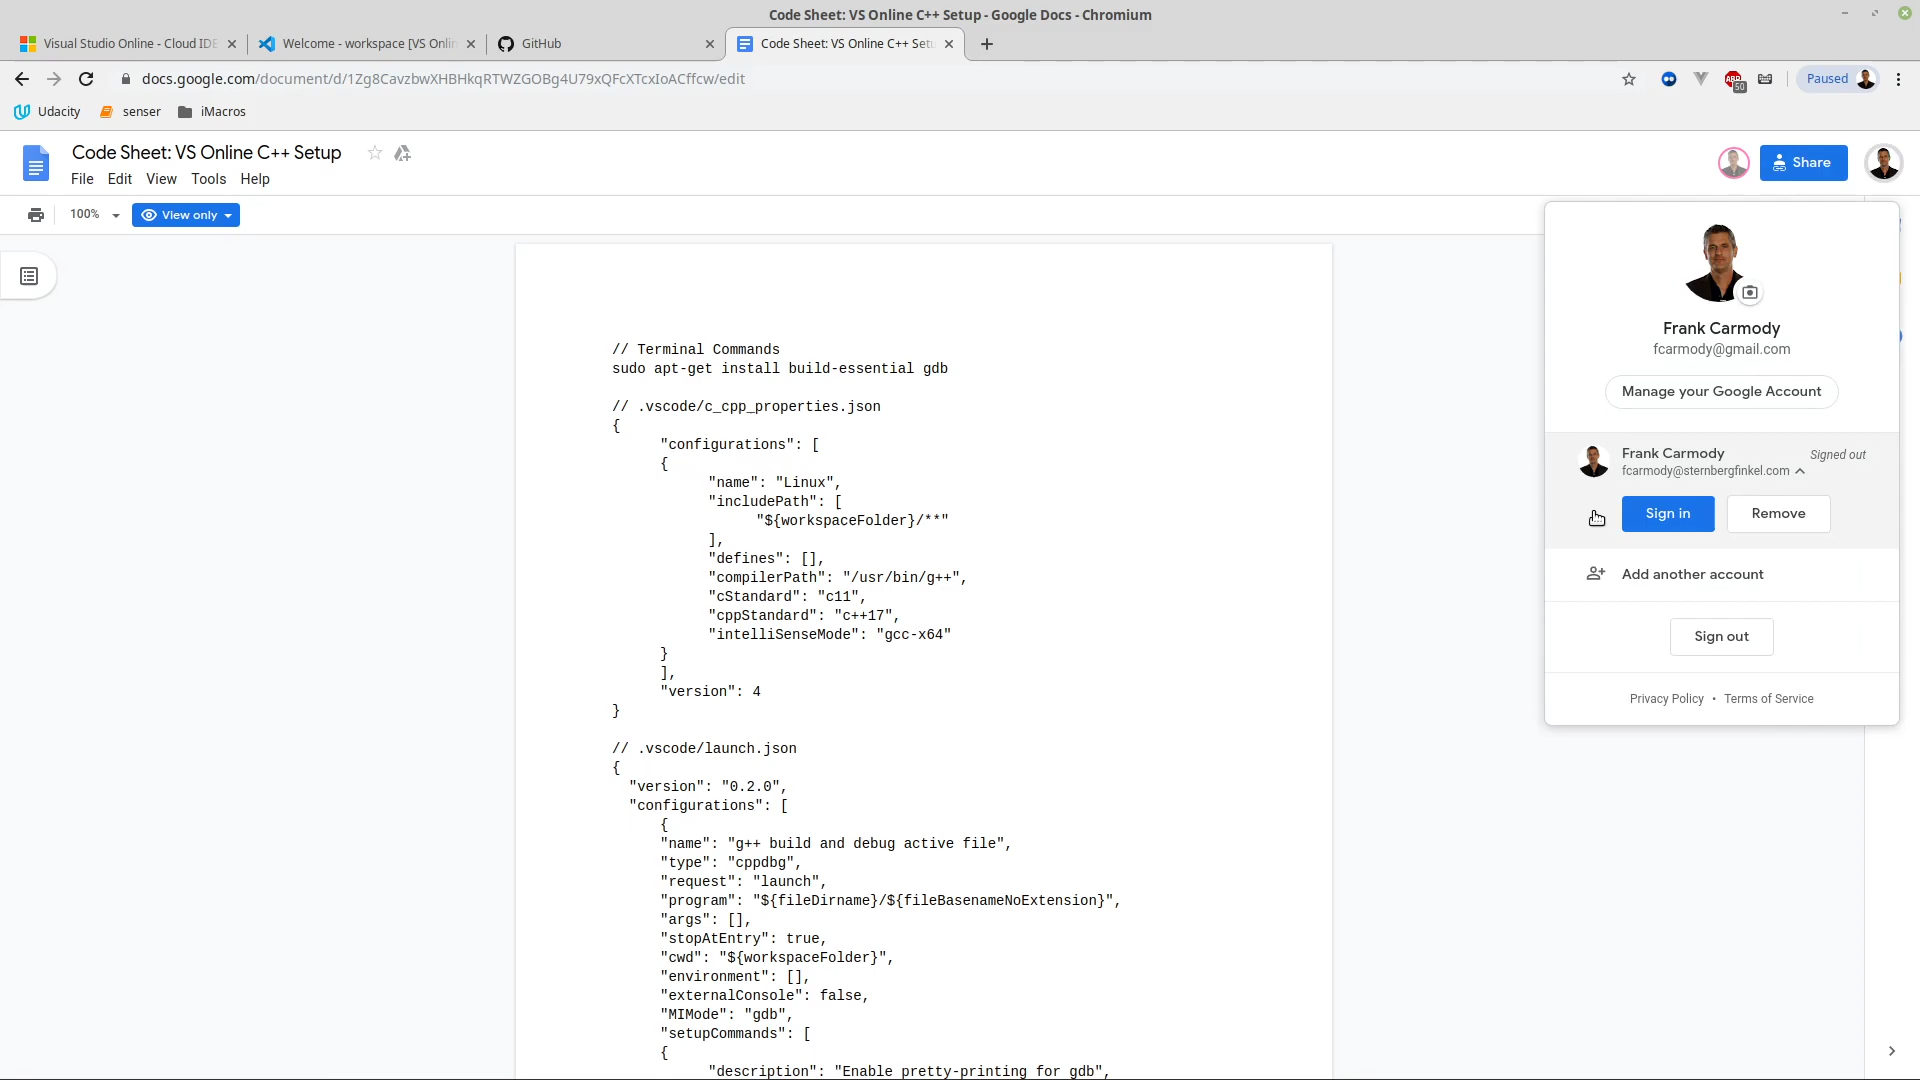 Code Sheet: VS Online C++ Setup - Google Docs - Chromium
Visual Studio Online - Cloud IDE
Welcome - workspace [VS Onlin
GitHub
Code Sheet: VS Online C++ Setu
docs.google.com/document/d/1Zg8CavzbwXHBHkqRTWZGOBg4U79xQFcXTcxIoACffcw/edit
ABP
50
Paused
Udacity
senser
iMacros
Code Sheet: VS Online C++ Setup
File Edit View Tools Help
Share
100%
View only
// Terminal Commands
sudo apt-get install build-essential gdb
// .vscode/c_cpp_properties.json
{
"configurations": [
{
"name": "Linux",
"includePath": [
"${workspaceFolder}/**"
],
"defines": [],
"compilerPath": "/usr/bin/g++",
"cStandard": "c11",
"cppStandard": "c++17",
"intelliSenseMode": "gcc-x64"
}
],
"version": 4
}
// .vscode/launch.json
{
"version": "0.2.0",
"configurations": [
{
"name": "g++ build and debug active file",
"type": "cppdbg",
"request": "launch",
"program": "${fileDirname}/${fileBasenameNoExtension}",
"args": [],
"stopAtEntry": true,
"cwd": "${workspaceFolder}",
"environment": [],
"externalConsole": false,
"MIMode": "gdb",
"setupCommands": [
{
"description": "Enable pretty-printing for gdb",
Frank Carmody
fcarmody@gmail.com
Manage your Google Account
Frank Carmody
Signed out
fcarmody@sternbergfinkel.com
Sign in
Remove
Add another account
Sign out
Privacy Policy • Terms of Service